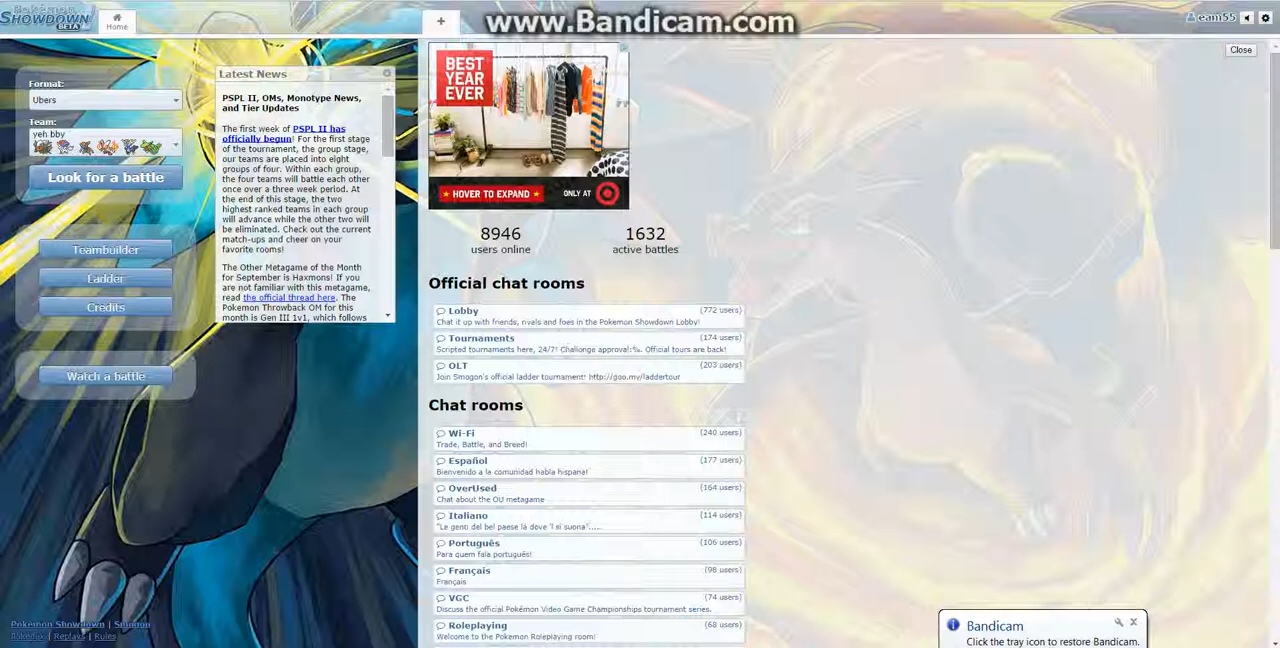 www.Bandicam.com
Pokémon
SHOWDOWN
BETA
Home
+
eam55
Close
Format:
Ubers
Team:
yeh bby
Look for a battle
Teambuilder
Ladder
Credits
Watch a battle
Latest News
PSPL II, OMs, Monotype News,
and Tier Updates
The first week of PSPL II has
officially begun! For the first stage
of the tournament, the group stage,
our teams are placed into eight
groups of four. Within each group,
the four teams will battle each other
once over a three week period. At
the end of this stage, the two
highest ranked teams in each group
will advance while the other two will
be eliminated. Check out the current
match-ups and cheer on your
favorite teams!
The Other Metagame of the Month
for September is Haxmons! If you
are not familiar with this metagame,
read the official thread here. The
Pokemon Throwback OM for this
month is Gen III 1v1, which follows
BEST
YEAR
EVER
★ HOVER TO EXPAND ★ ONLY AT
8946
users online
1632
active battles
Official chat rooms
Lobby (772 users)
Chat it up with friends, rivals and foes in the Pokemon Showdown Lobby!
Tournaments (174 users)
Scripted tournaments here, 24/7! Challenge approval:%. Official tours are back!
OLT (203 users)
Join Smogon's official ladder tournament! http://goo.my/laddertour
Chat rooms
Wi-Fi (240 users)
Trade, Battle, and Breed!
Español (177 users)
Bienvenido a la comunidad habla hispana!
OverUsed (164 users)
Chat about the OU metagame
Italiano (114 users)
"Le genti del bel paese là dove 'l sì suona".....
Português (106 users)
Para quem fala português!
Français (98 users)
Français
VGC (74 users)
Discuss the official Pokémon Video Game Championships tournament series.
Roleplaying (68 users)
Welcome to the Pokemon Roleplaying room!
Pokemon Showdown | Smogon
Pokédex | Replays | Rules
Bandicam
Click the tray icon to restore Bandicam.